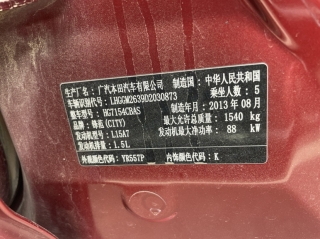 生产厂名：广汽本田汽车有限公司 制造国：中华人民共和国
车辆识别代号：LHGGM2639D2030873 乘坐人数：5
整车型号：HG7154CBAS 制造年月：2013年08月
品牌：锋范(CITY) 最大允许总质量：1540 kg
发动机型号：L15A7 发动机最大净功率：88 kW
发动机排量：1.5L
外观颜色代码：YR557P 内饰颜色代码：K